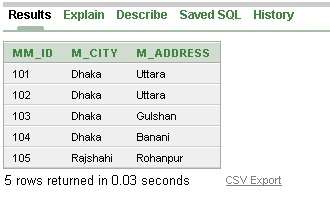 Results Explain Describe Saved SQL History
MM_ID M_CITY M_ADDRESS
101 Dhaka Uttara
102 Dhaka Uttara
103 Dhaka Gulshan
104 Dhaka Banani
105 Rajshahi Rohanpur
5 rows returned in 0.03 seconds CSV Export